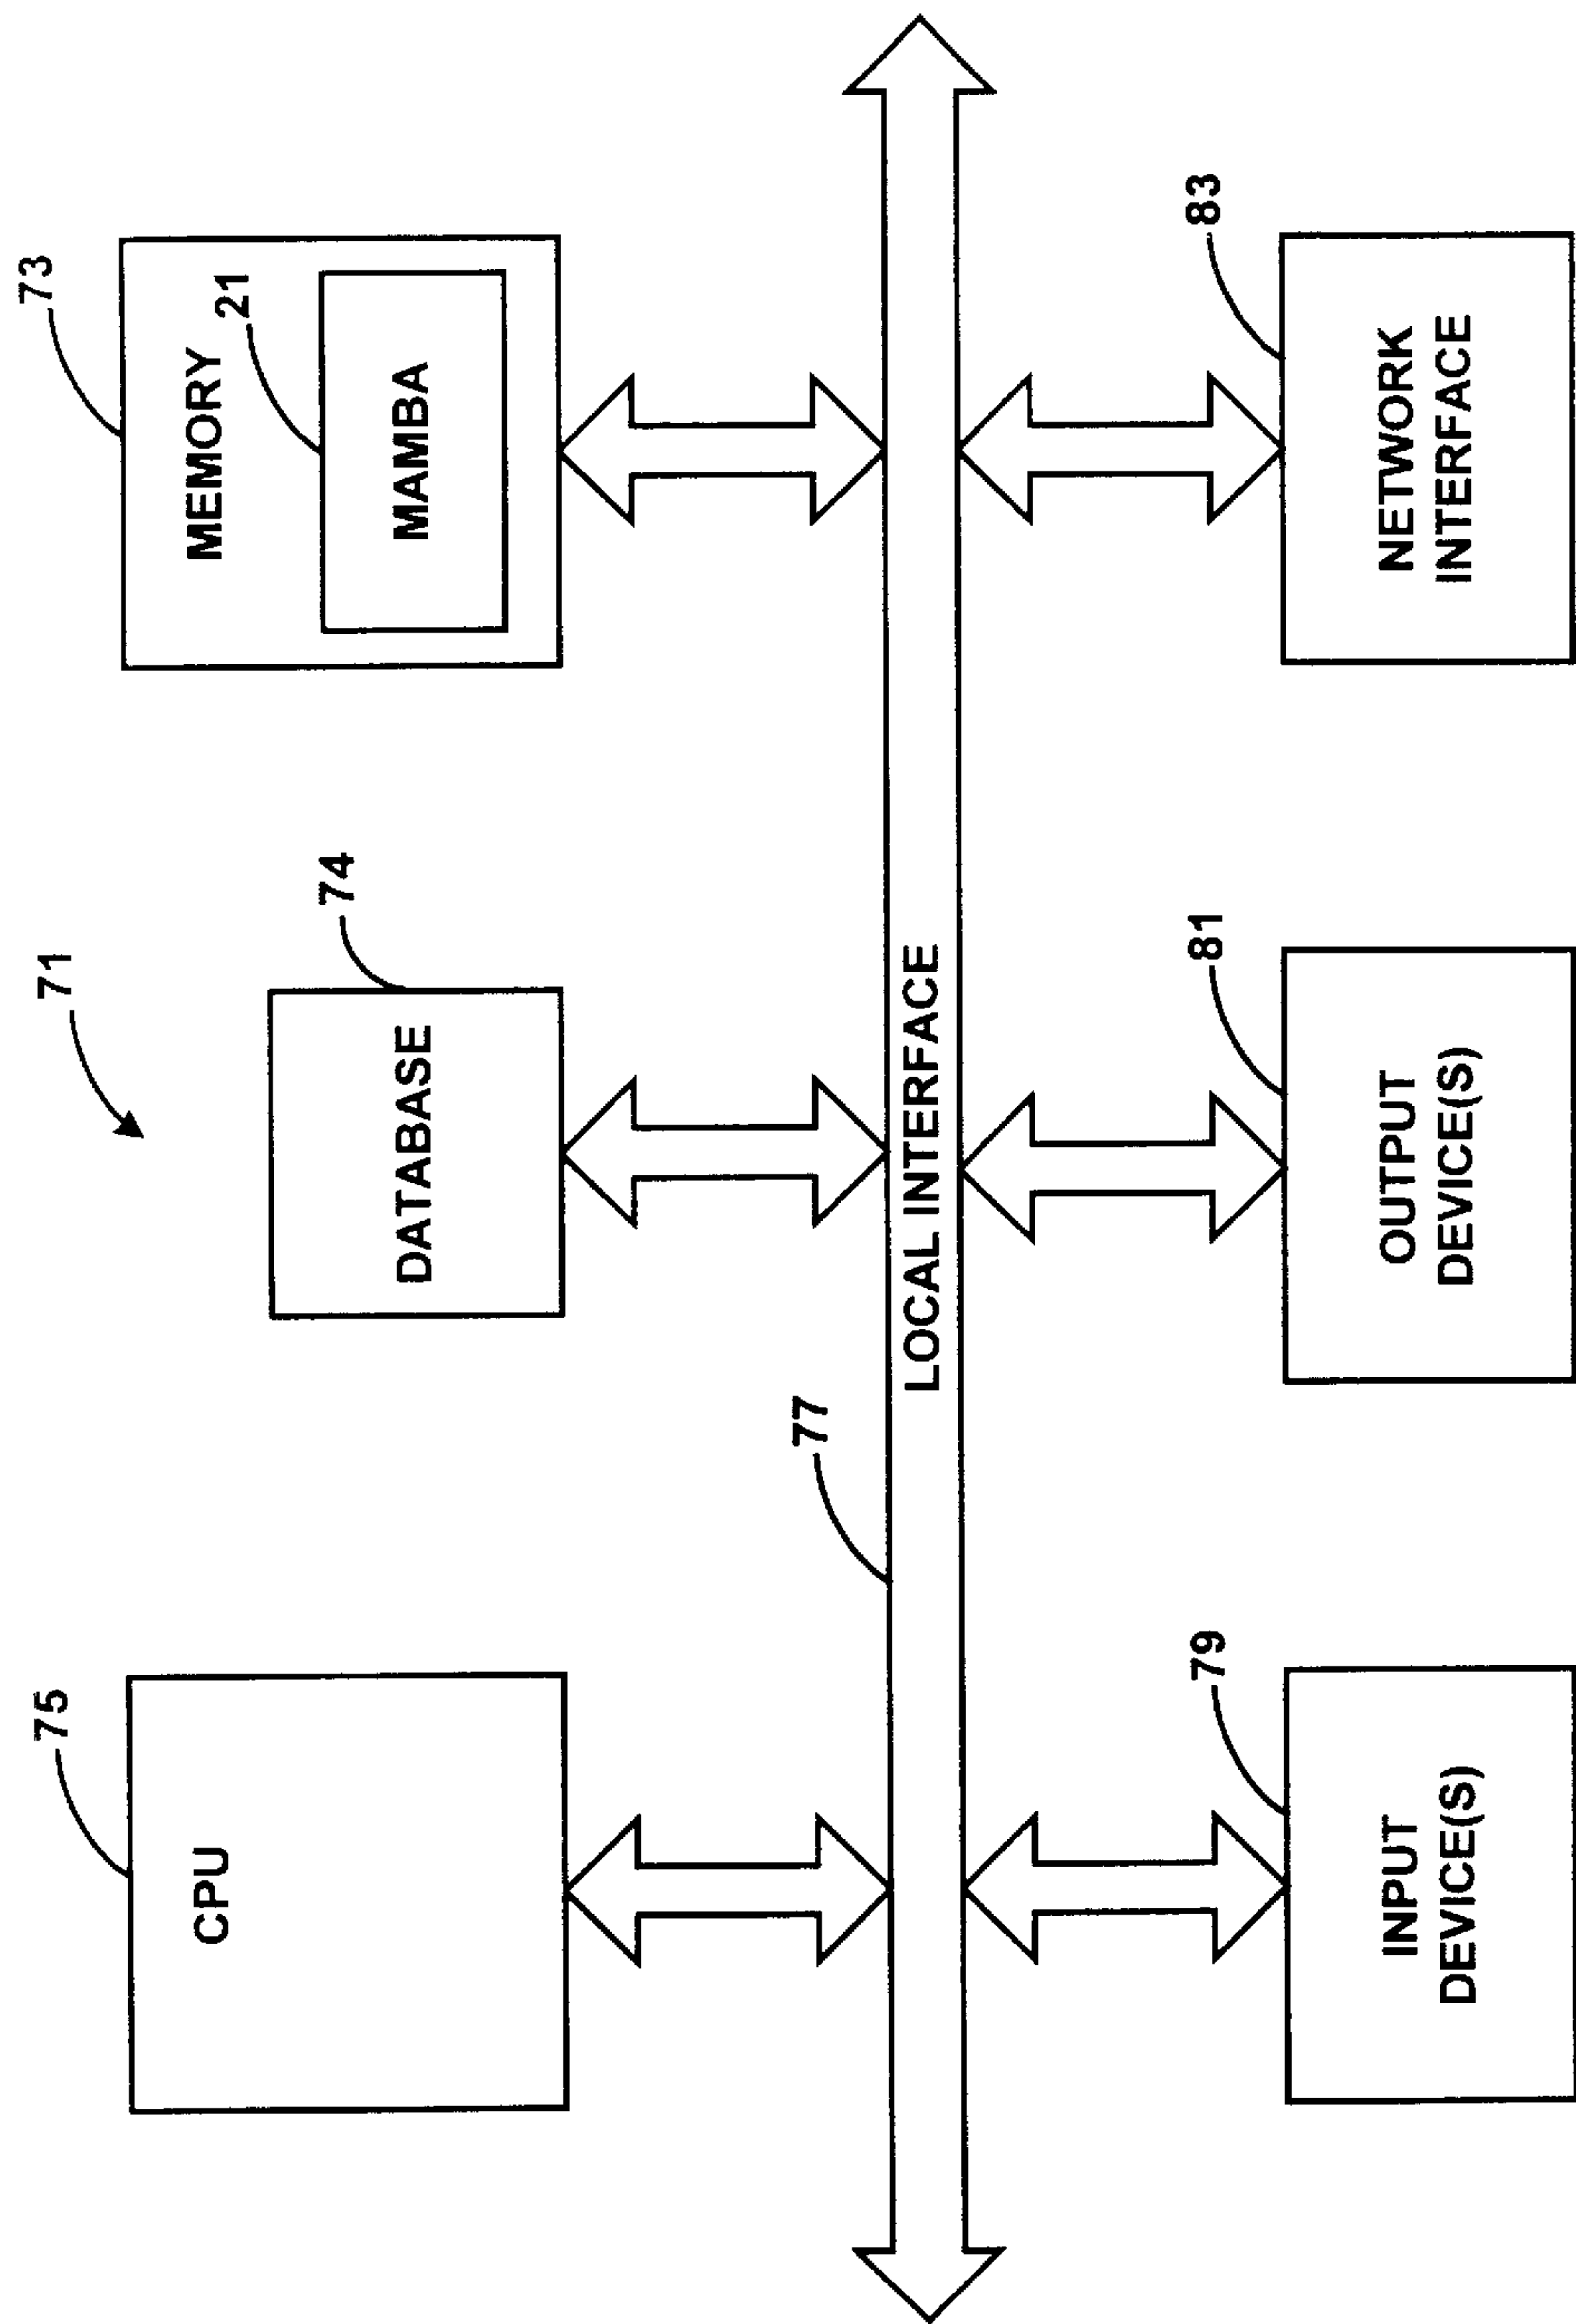 71
75
CPU
74
DATABASE
73
MEMORY
21
MAMBA
77
LOCAL INTERFACE
79
INPUT
DEVICE(S)
81
OUTPUT
DEVICE(S)
83
NETWORK
INTERFACE